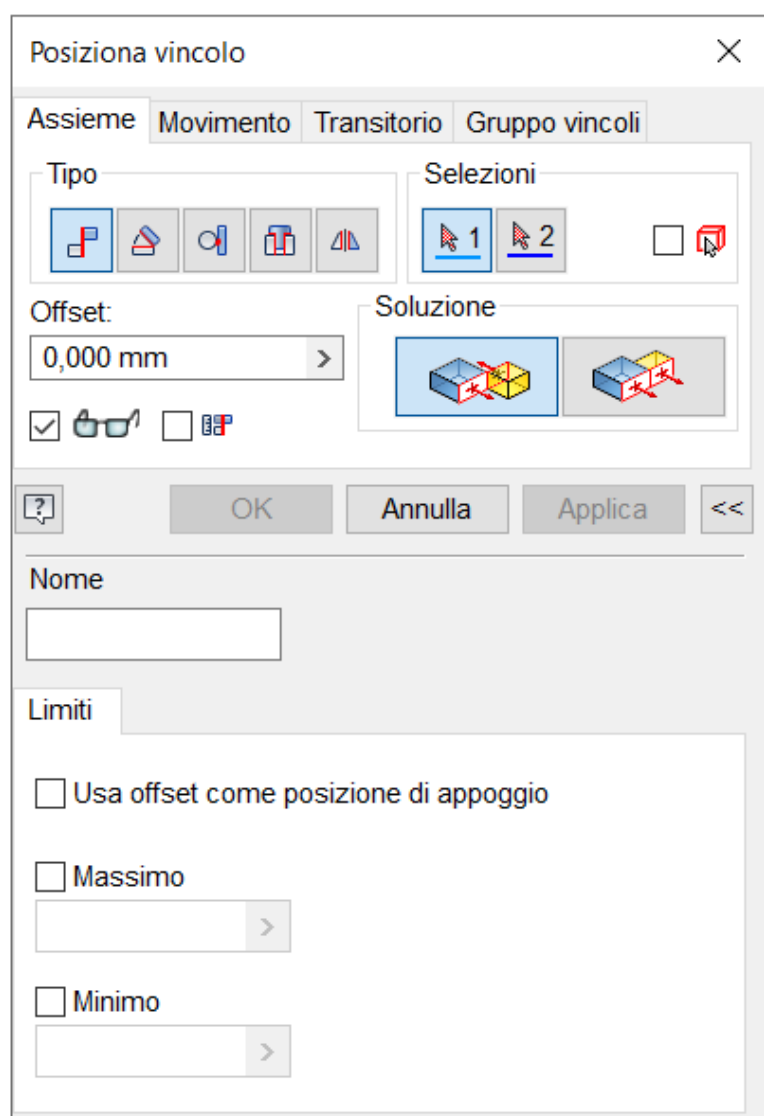 Posiziona vincolo
Assieme Movimento Transitorio Gruppo vincoli
Tipo Selezioni
1 2
Offset: Soluzione
0,000 mm >
? OK Annulla Applica <<
Nome
Limiti
Usa offset come posizione di appoggio
Massimo
>
Minimo
>